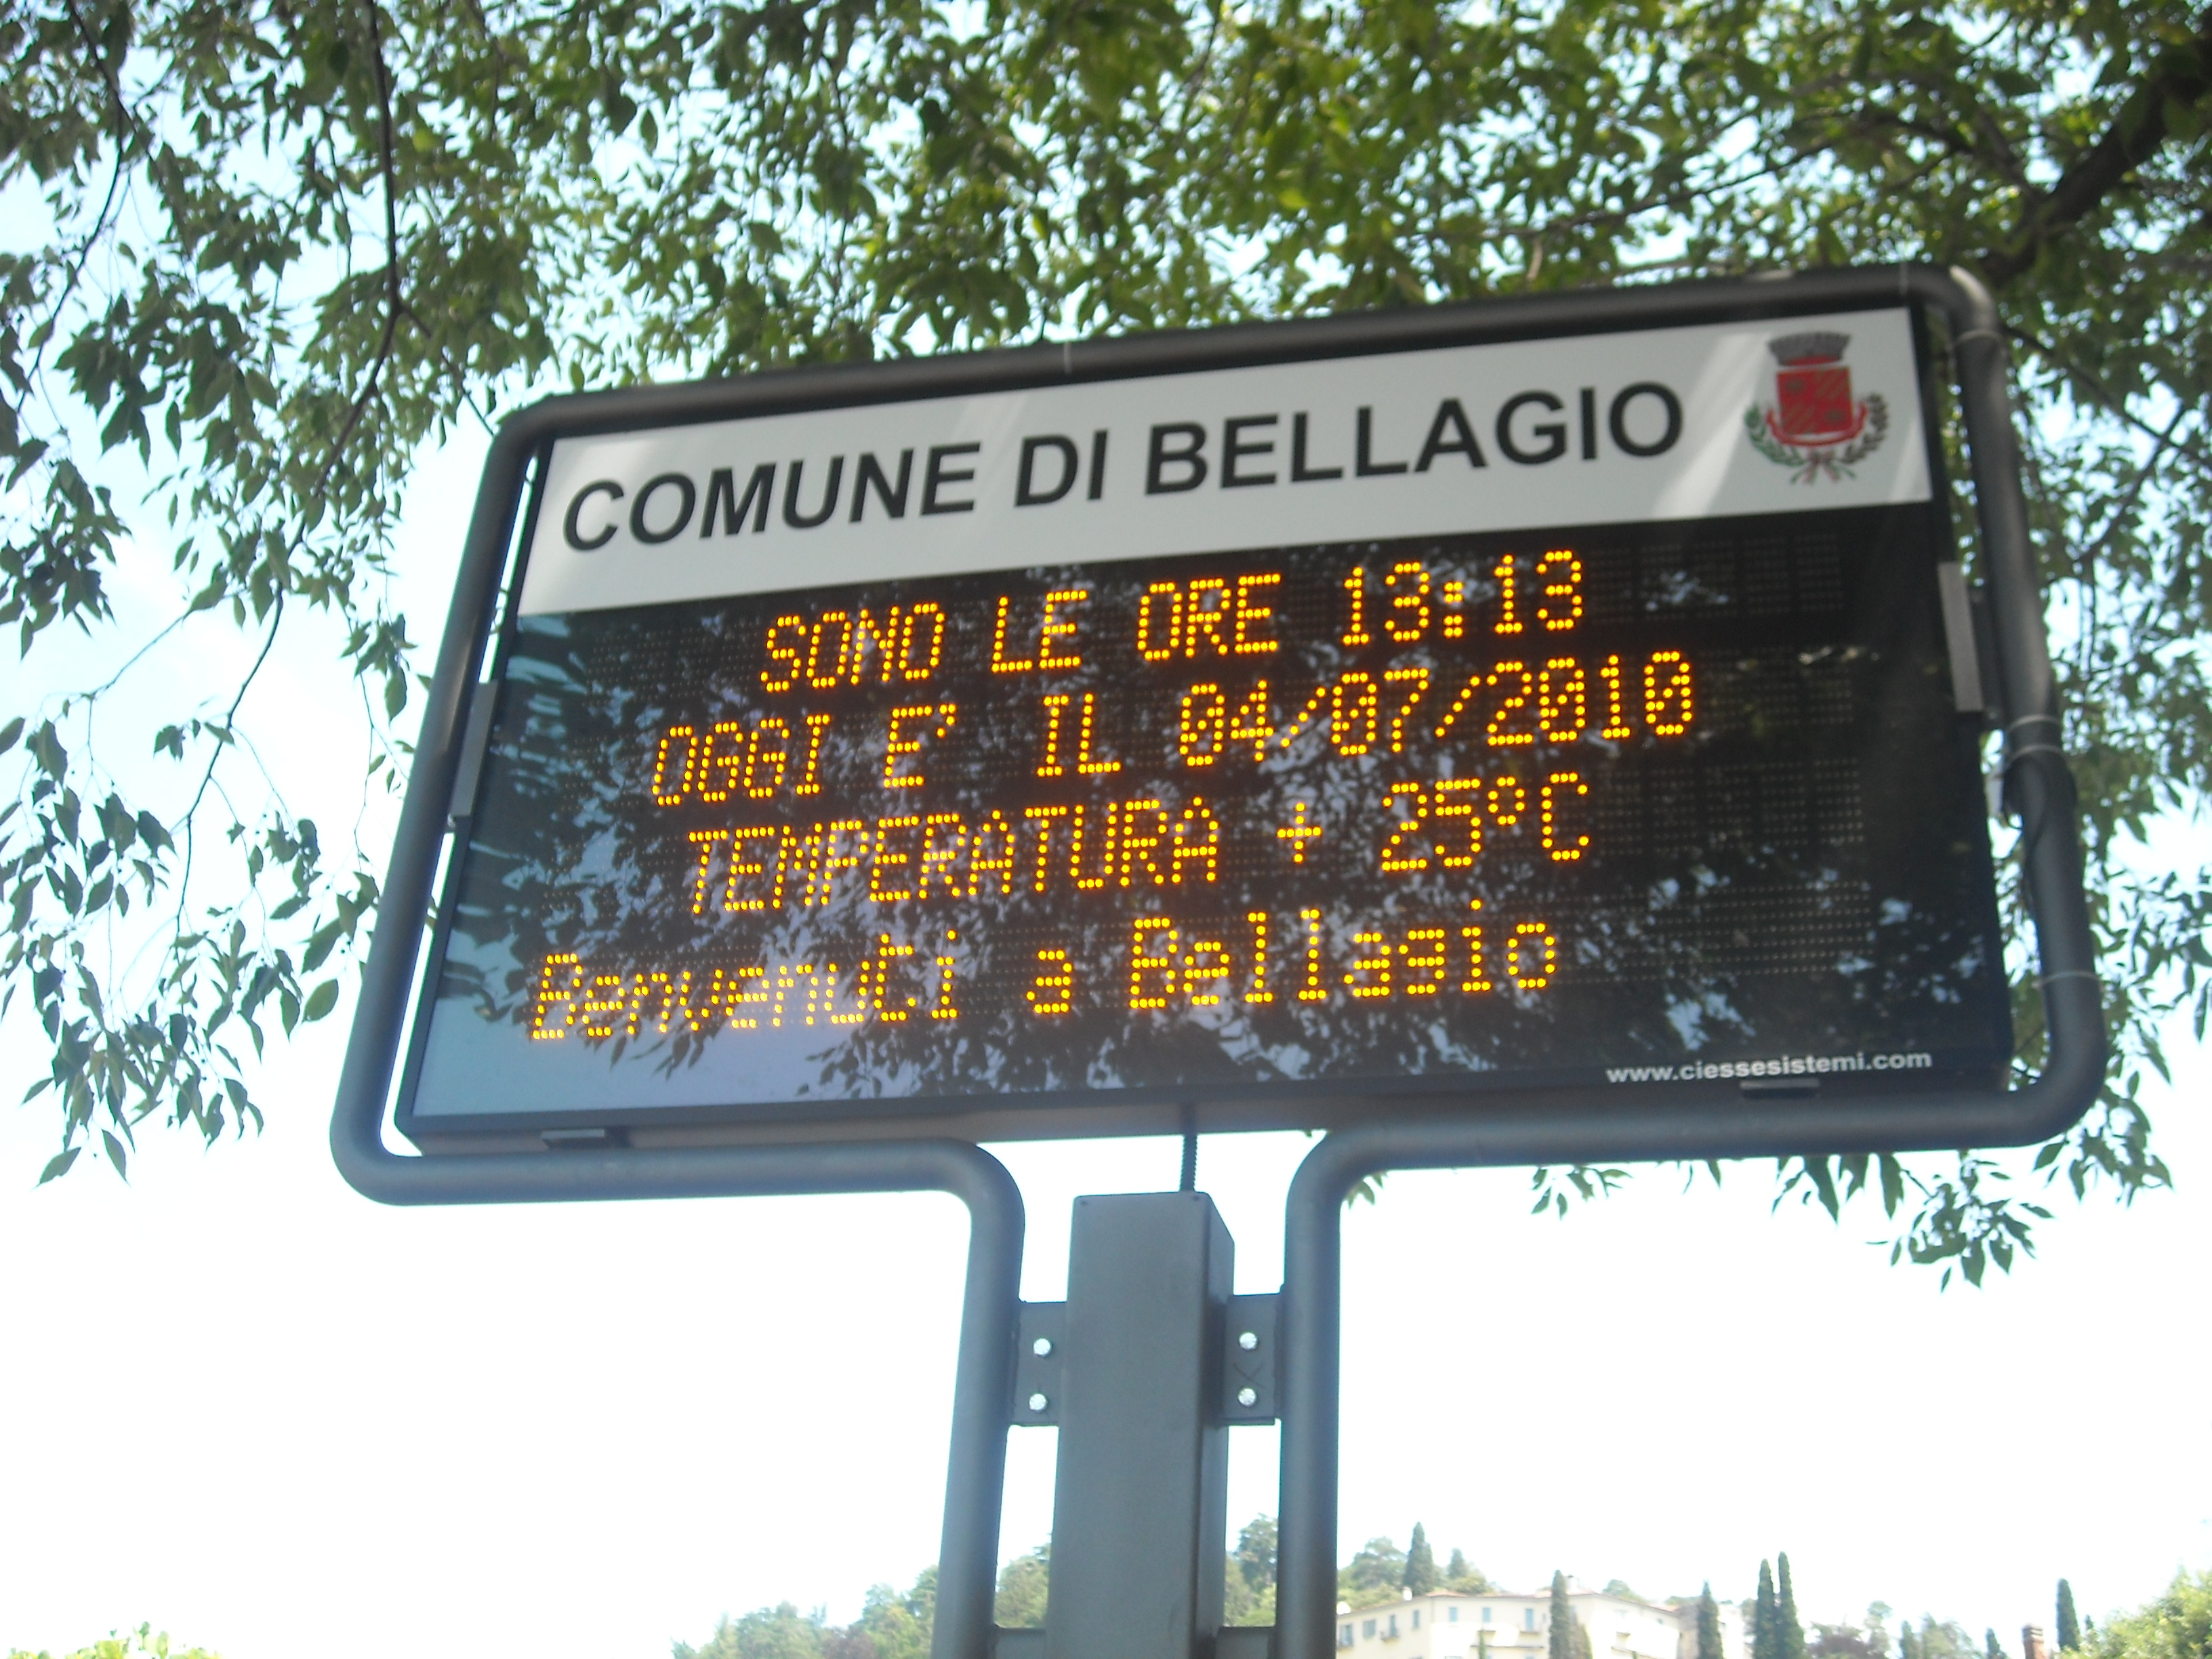 COMUNE DI BELLAGIO
SONO LE ORE 13:13
OGGI E' IL 04/07/2010
TEMPERATURA + 25°C
Benvenuti a Bellagio
www.ciessesistemi.com